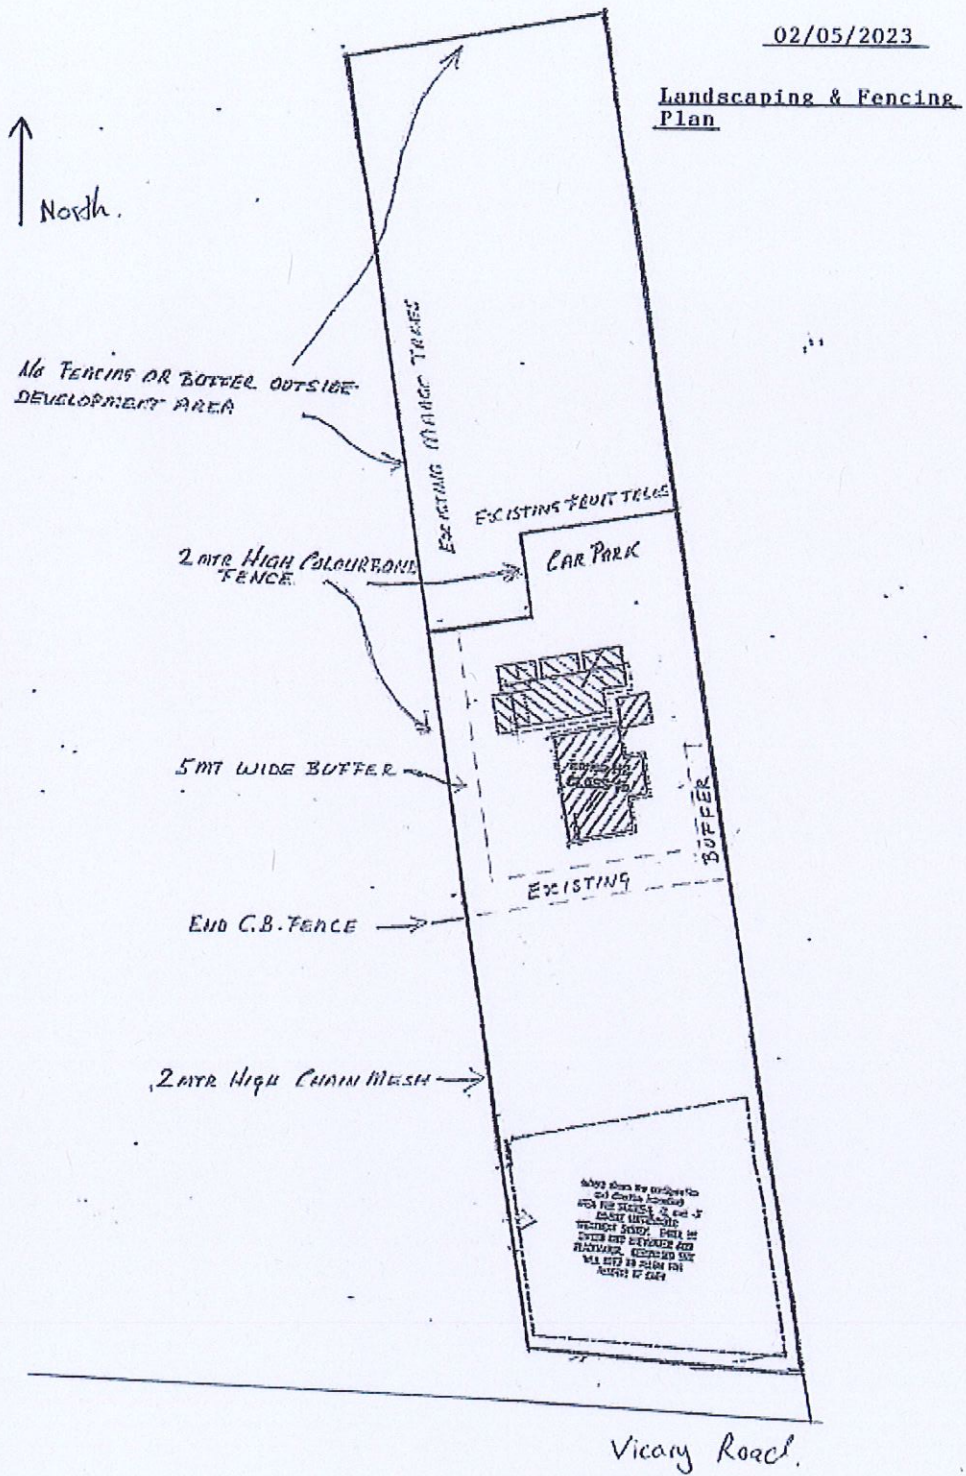 02/05/2023
Landscaping & Fencing
Plan
North.
No FENCING OR BUFFER OUTSIDE
DEVELOPMENT AREA
EXISTING MANGO TREES
EXISTING FRUIT TREES
2 MTR HIGH COLOURBOND
FENCE
CAR PARK
5 MT WIDE BUFFER
BUFFER
EXISTING
END C.B. FENCE
2 MTR HIGH CHAIN MESH
Vicary Road.